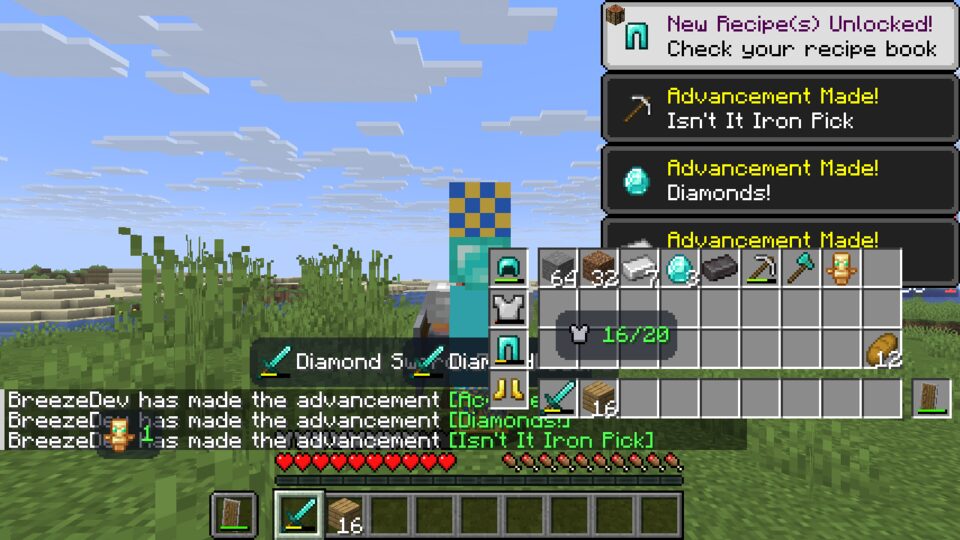 New Recipe(s) Unlocked!
Check your recipe book
Advancement Made!
Isn't It Iron Pick
Advancement Made!
Diamonds!
Advancement Made!
64 32 7 3
16/20
12
16
Diamond
BreezeDev has made the advancement
BreezeDev has made the advancement [Diamonds!]
has made the advancement [Isn't It Iron Pick]
1
16